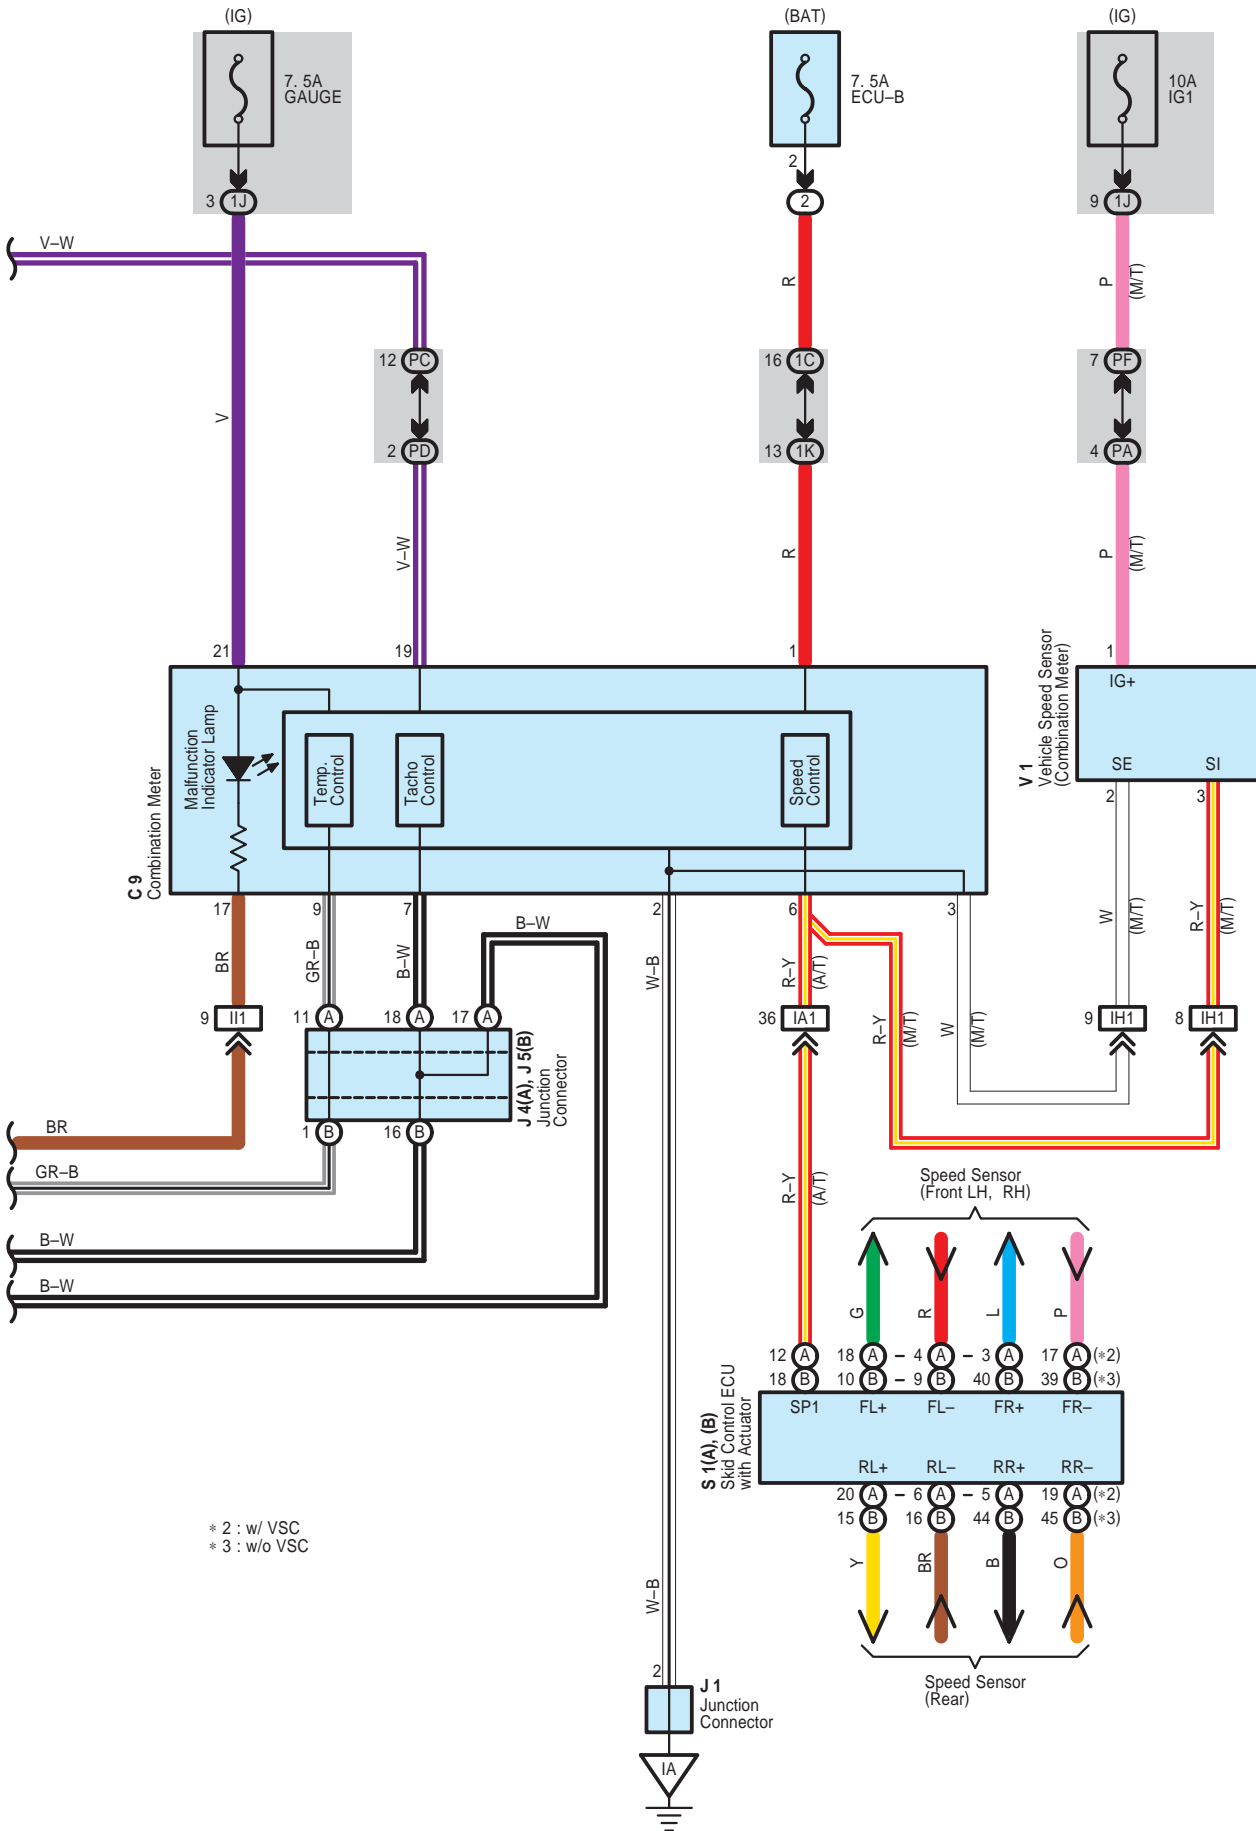 (IG)
(BAT)
(IG)
7. 5A
GAUGE
7. 5A
ECU–B
10A
IG1
2
3 1J
2
9 1J
V–W
R
P
(M/T)
12 PC
16 1C
7 PF
V
2 PD
13 1K
4 PA
V–W
R
P
(M/T)
21
19
1
1
V 1
Vehicle Speed Sensor
(Combination Meter)
IG+
SE
SI
2
3
C 9
Combination Meter
Malfunction
Indicator Lamp
Temp.
Control
Tacho
Control
Speed
Control
17
9
7
2
6
3
BR
GR–B
B–W
B–W
W–B
R–Y
(A/T)
R–Y
(M/T)
W
(M/T)
W
(M/T)
R–Y
(M/T)
9 II1
11 A
18 A
17 A
36 IA1
9 IH1
8 IH1
J 4(A), J 5(B)
Junction
Connector
1 B
16 B
BR
GR–B
B–W
B–W
R–Y
(A/T)
Speed Sensor
(Front LH, RH)
G
R
L
P
12 A
18 A – 4 A – 3 A
17 A (*2)
18 B
10 B – 9 B
40 B
39 B (*3)
S 1(A), (B)
Skid Control ECU
with Actuator
SP1
FL+
FL–
FR+
FR–
RL+
RL–
RR+
RR–
20 A – 6 A – 5 A
19 A (*2)
15 B
16 B
44 B
45 B (*3)
Y
BR
B
O
Speed Sensor
(Rear)
* 2 : w/ VSC
* 3 : w/o VSC
W–B
2
J 1
Junction
Connector
IA